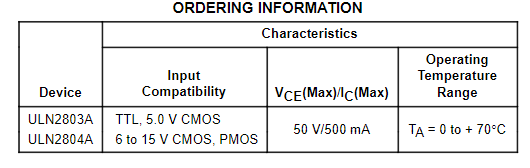 ORDERING INFORMATION
Characteristics
Device
Input
Compatibility
VCE(Max)/IC(Max)
Operating
Temperature
Range
ULN2803A
ULN2804A
TTL, 5.0 V CMOS
6 to 15 V CMOS, PMOS
50 V/500 mA
TA = 0 to + 70°C